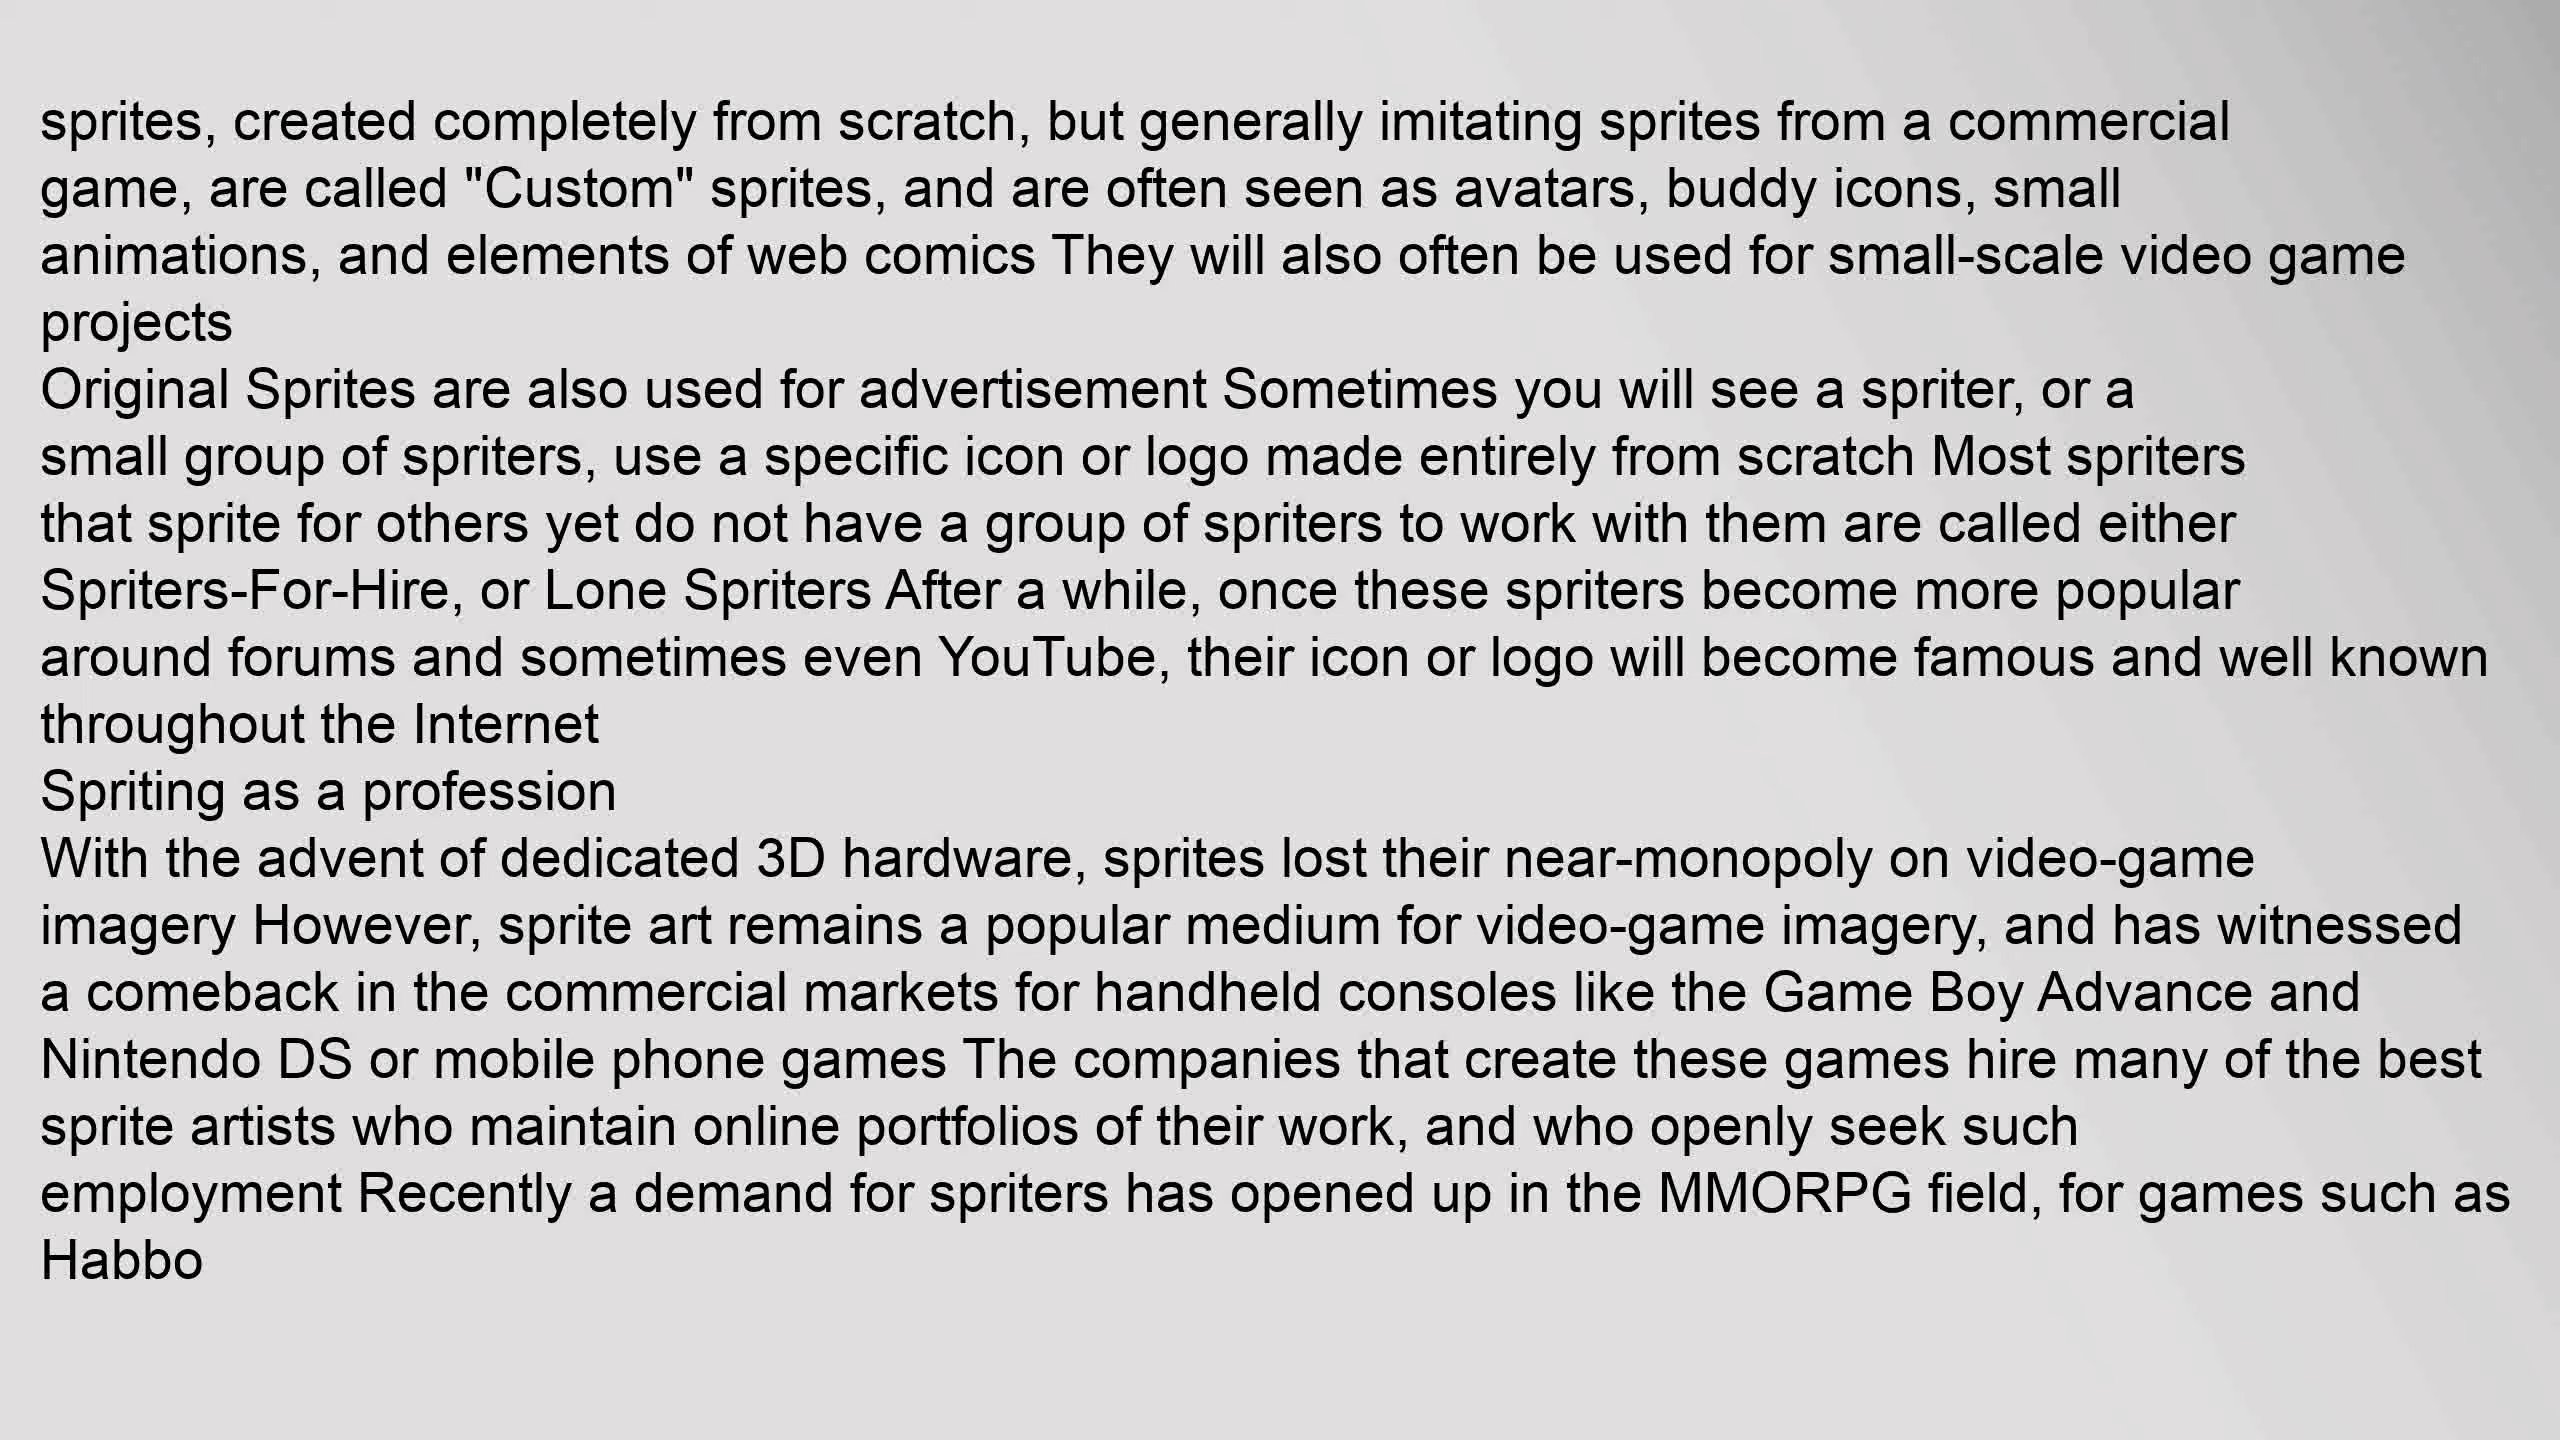 sprites, created completely from scratch, but generally imitating sprites from a commercial
game, are called "Custom" sprites, and are often seen as avatars, buddy icons, small
animations, and elements of web comics They will also often be used for small-scale video game
projects
Original Sprites are also used for advertisement Sometimes you will see a spriter, or a
small group of spriters, use a specific icon or logo made entirely from scratch Most spriters
that sprite for others yet do not have a group of spriters to work with them are called either
Spriters-For-Hire, or Lone Spriters After a while, once these spriters become more popular
around forums and sometimes even YouTube, their icon or logo will become famous and well known
throughout the Internet
Spriting as a profession
With the advent of dedicated 3D hardware, sprites lost their near-monopoly on video-game
imagery However, sprite art remains a popular medium for video-game imagery, and has witnessed
a comeback in the commercial markets for handheld consoles like the Game Boy Advance and
Nintendo DS or mobile phone games The companies that create these games hire many of the best
sprite artists who maintain online portfolios of their work, and who openly seek such
employment Recently a demand for spriters has opened up in the MMORPG field, for games such as
Habbo